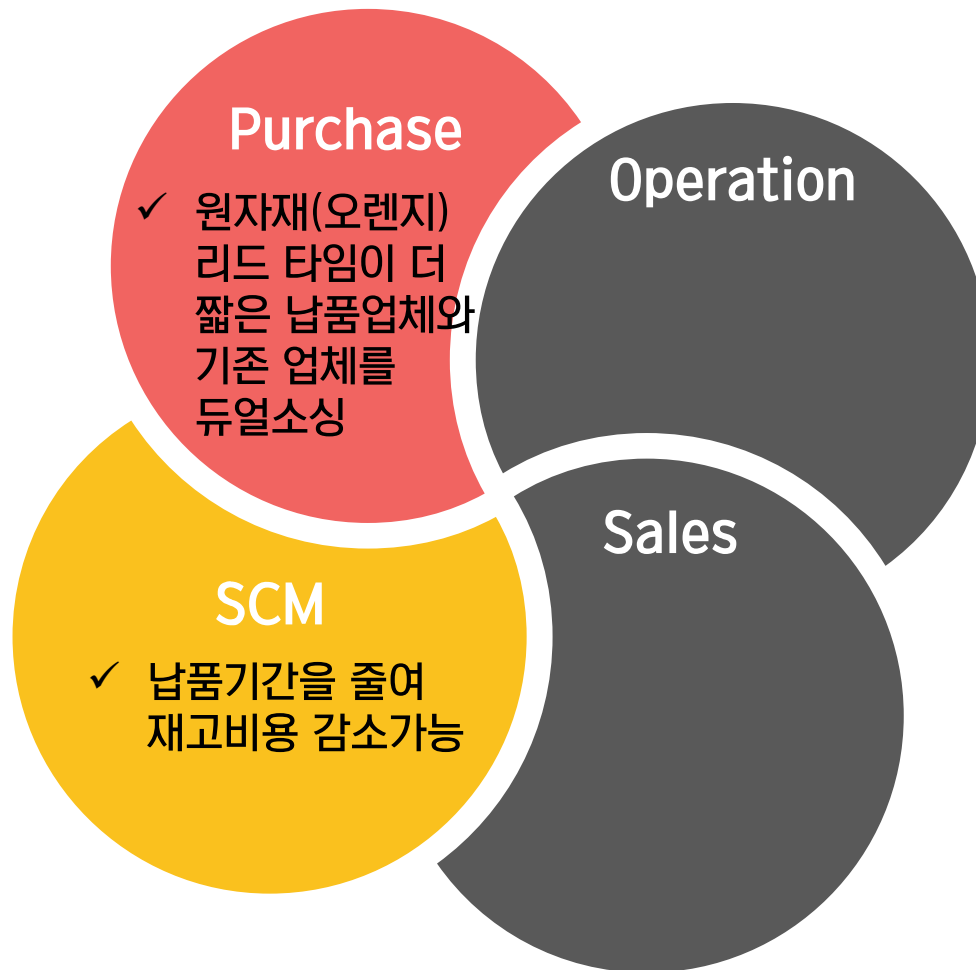 Purchase
✓ 원자재(오렌지)
리드 타임이 더
짧은 납품업체와
기존 업체를
듀얼소싱
Operation
SCM
✓ 납품기간을 줄여
재고비용 감소가능
Sales